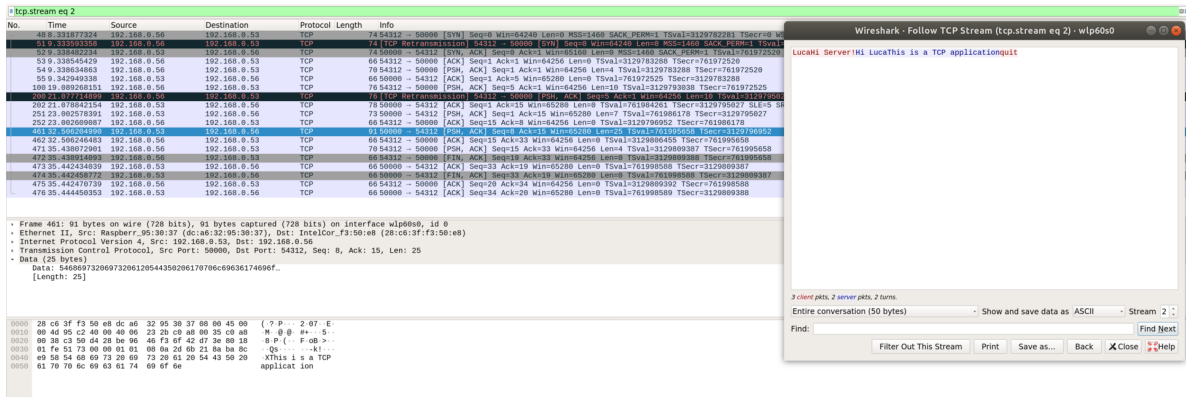 tcp.stream eq 2
No. Time Source Destination Protocol Length Info
48 8.331877324 192.168.0.56 192.168.0.53 TCP 74 54312 → 50000 [SYN] Seq=0 Win=64240 Len=0 MSS=1460 SACK_PERM=1 TSval=3129782281 TSecr=0 WS
51 9.333593358 192.168.0.56 192.168.0.53 TCP 74 [TCP Retransmission] 54312 → 50000 [SYN] Seq=0 Win=64240 Len=0 MSS=1460 SACK_PERM=1 TSval=
52 9.338482234 192.168.0.53 192.168.0.56 TCP 74 50000 → 54312 [SYN, ACK] Seq=0 Ack=1 Win=65160 Len=0 MSS=1460 SACK_PERM=1 TSval=761972520
53 9.338545429 192.168.0.56 192.168.0.53 TCP 66 54312 → 50000 [ACK] Seq=1 Ack=1 Win=64256 Len=0 TSval=3129783288 TSecr=761972520
54 9.338634863 192.168.0.56 192.168.0.53 TCP 70 54312 → 50000 [PSH, ACK] Seq=1 Ack=1 Win=64256 Len=4 TSval=3129783288 TSecr=761972520
55 9.342949338 192.168.0.53 192.168.0.56 TCP 66 50000 → 54312 [ACK] Seq=1 Ack=5 Win=65280 Len=0 TSval=761972525 TSecr=3129783288
100 19.089268151 192.168.0.56 192.168.0.53 TCP 76 54312 → 50000 [PSH, ACK] Seq=5 Ack=1 Win=64256 Len=10 TSval=3129793038 TSecr=761972525
200 21.077714899 192.168.0.56 192.168.0.53 TCP 76 [TCP Retransmission] 54312 → 50000 [PSH, ACK] Seq=5 Ack=1 Win=64256 Len=10 TSval=312979502
202 21.078842154 192.168.0.53 192.168.0.56 TCP 78 50000 → 54312 [ACK] Seq=1 Ack=15 Win=65280 Len=0 TSval=761984261 TSecr=3129795027 SLE=5 SR
251 23.002578391 192.168.0.53 192.168.0.56 TCP 73 50000 → 54312 [PSH, ACK] Seq=1 Ack=15 Win=65280 Len=7 TSval=761986178 TSecr=3129795027
252 23.002609087 192.168.0.56 192.168.0.53 TCP 66 54312 → 50000 [ACK] Seq=15 Ack=8 Win=64256 Len=0 TSval=3129796952 TSecr=761986178
461 32.506204990 192.168.0.53 192.168.0.56 TCP 91 50000 → 54312 [PSH, ACK] Seq=8 Ack=15 Win=65280 Len=25 TSval=761995658 TSecr=3129796952
462 32.506246483 192.168.0.56 192.168.0.53 TCP 66 54312 → 50000 [ACK] Seq=15 Ack=33 Win=64256 Len=0 TSval=3129806455 TSecr=761995658
471 35.438072901 192.168.0.56 192.168.0.53 TCP 70 54312 → 50000 [PSH, ACK] Seq=15 Ack=33 Win=64256 Len=4 TSval=3129809387 TSecr=761995658
472 35.438914093 192.168.0.56 192.168.0.53 TCP 66 54312 → 50000 [FIN, ACK] Seq=19 Ack=33 Win=64256 Len=0 TSval=3129809388 TSecr=761995658
473 35.442434039 192.168.0.53 192.168.0.56 TCP 66 50000 → 54312 [ACK] Seq=33 Ack=19 Win=65280 Len=0 TSval=761998588 TSecr=3129809387
474 35.442458772 192.168.0.53 192.168.0.56 TCP 66 50000 → 54312 [FIN, ACK] Seq=33 Ack=19 Win=65280 Len=0 TSval=761998588 TSecr=3129809387
475 35.442470739 192.168.0.56 192.168.0.53 TCP 66 54312 → 50000 [ACK] Seq=20 Ack=34 Win=64256 Len=0 TSval=3129809392 TSecr=761998588
476 35.444450353 192.168.0.53 192.168.0.56 TCP 66 50000 → 54312 [ACK] Seq=34 Ack=20 Win=65280 Len=0 TSval=761998589 TSecr=3129809388
Frame 461: 91 bytes on wire (728 bits), 91 bytes captured (728 bits) on interface wlp60s0, id 0
Ethernet II, Src: Raspberr_95:30:37 (dc:a6:32:95:30:37), Dst: IntelCor_f3:50:e8 (28:c6:3f:f3:50:e8)
Internet Protocol Version 4, Src: 192.168.0.53, Dst: 192.168.0.56
Transmission Control Protocol, Src Port: 50000, Dst Port: 54312, Seq: 8, Ack: 15, Len: 25
Data (25 bytes)
Data: 54686973206973206120544350206170706c69636174696f…
[Length: 25]
0000 28 c6 3f f3 50 e8 dc a6 32 95 30 37 08 00 45 00 (·?·P··· 2·07··E·
0010 00 4d 95 c2 40 00 40 06 23 2b c0 a8 00 35 c0 a8 ·M··@·@· #+···5··
0020 00 38 c3 50 d4 28 be 96 46 f3 6f 42 d7 3e 80 18 ·8·P·(·· F·oB·>··
0030 01 fe 51 73 00 00 01 01 08 0a 2d 6b 21 8a ba 8c ··Qs···· ··-k!···
0040 e9 58 54 68 69 73 20 69 73 20 61 20 54 43 50 20 ·XThis i s a TCP
0050 61 70 70 6c 69 63 61 74 69 6f 6e applicat ion
Wireshark · Follow TCP Stream (tcp.stream eq 2) · wlp60s0
LucaHi Server!Hi LucaThis is a TCP applicationquit
3 client pkts, 2 server pkts, 2 turns.
Entire conversation (50 bytes) Show and save data as ASCII Stream 2
Find: Find Next
Filter Out This Stream Print Save as… Back Close Help